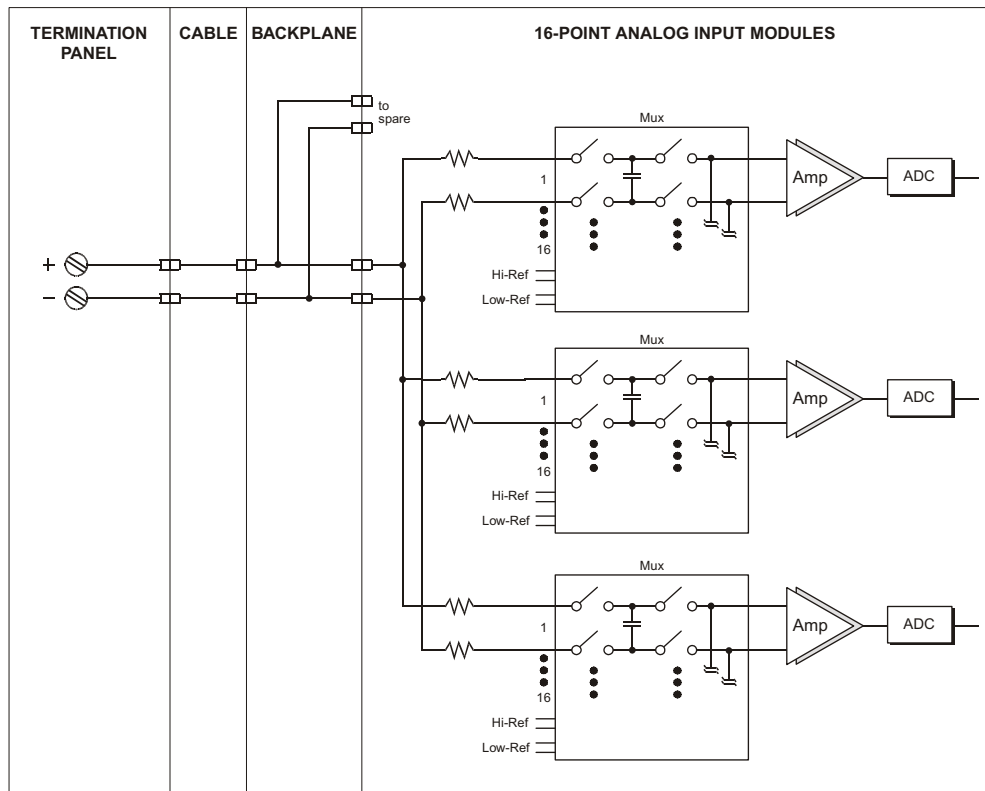 TERMINATION
PANEL
CABLE
BACKPLANE
16-POINT ANALOG INPUT MODULES
to
spare
Mux
1
16
Hi-Ref
Low-Ref
Amp
ADC
+
−
Mux
1
16
Hi-Ref
Low-Ref
Amp
ADC
Mux
1
16
Hi-Ref
Low-Ref
Amp
ADC